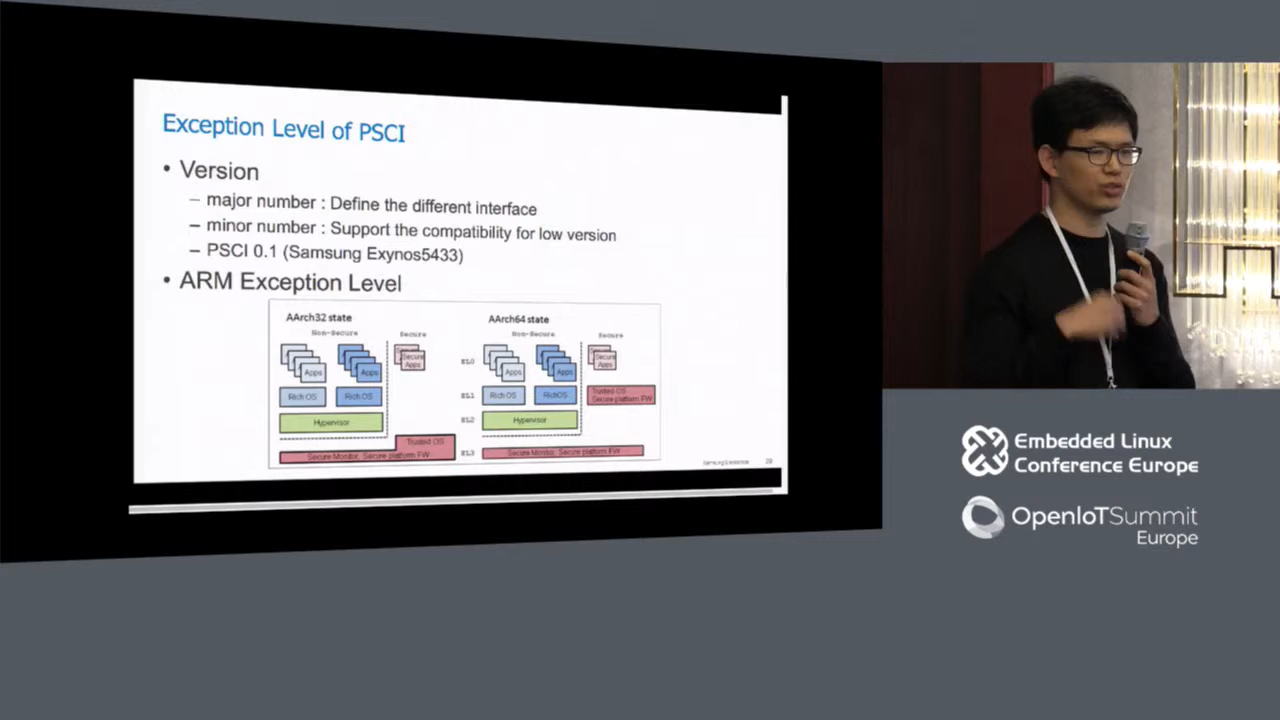 Exception Level of PSCI
• Version
– major number : Define the different interface
– minor number : Support the compatibility for low version
– PSCI 0.1 (Samsung Exynos5433)
• ARM Exception Level
AArch32 state
Non-Secure
Secure
Apps
Apps
Secure Apps
Rich OS
Rich OS
Hypervisor
Trusted OS
Secure Monitor, Secure platform FW
EL0
EL1
EL2
EL3
AArch64 state
Non-Secure
Secure
Apps
Apps
Secure Apps
Rich OS
RichOS
Trusted OS
Secure platform FW
Hypervisor
Secure Monitor, Secure platform FW
Embedded Linux
Conference Europe
OpenIoTSummit
Europe